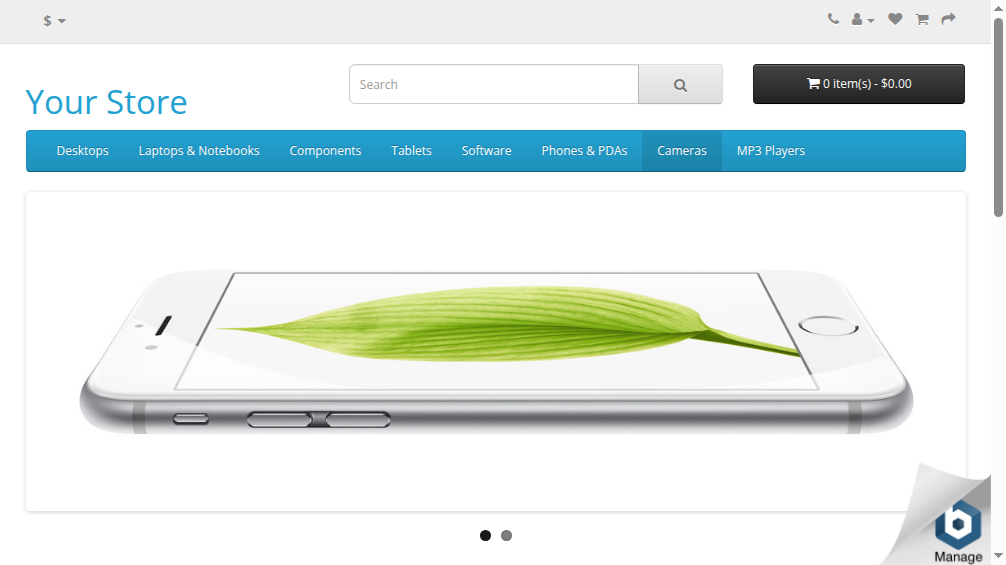 $
Your Store
Search
0 item(s) - $0.00
Desktops
Laptops & Notebooks
Components
Tablets
Software
Phones & PDAs
Cameras
MP3 Players
Manage